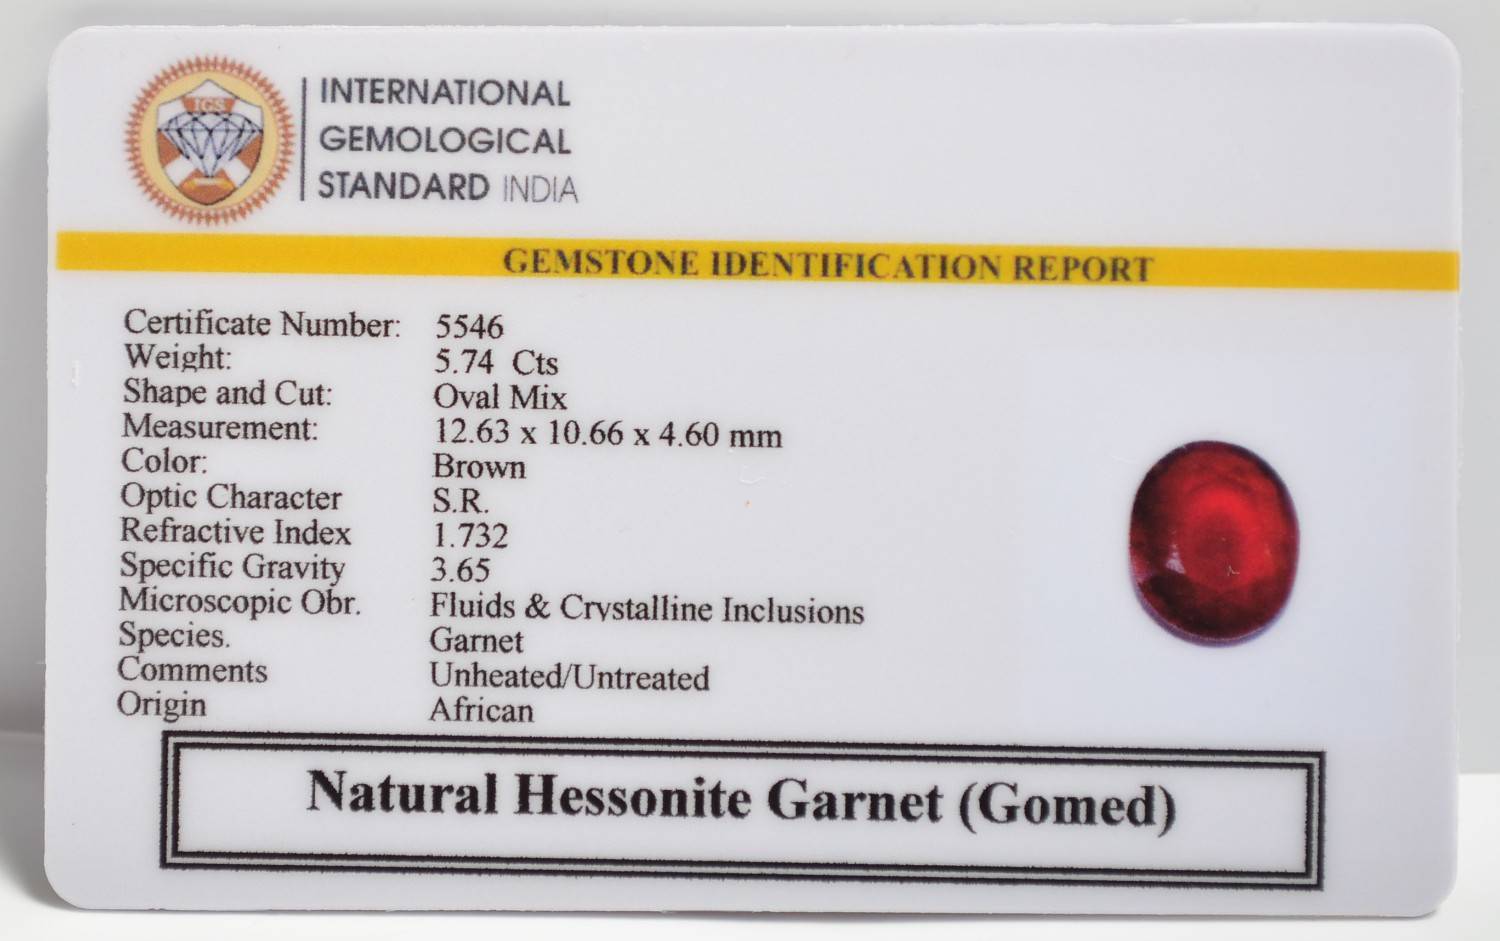 IGS
INTERNATIONAL
GEMOLOGICAL
STANDARD INDIA
GEMSTONE IDENTIFICATION REPORT
Certificate Number: 5546
Weight: 5.74 Cts
Shape and Cut: Oval Mix
Measurement: 12.63 x 10.66 x 4.60 mm
Color: Brown
Optic Character S.R.
Refractive Index 1.732
Specific Gravity 3.65
Microscopic Obr. Fluids & Crystalline Inclusions
Species. Garnet
Comments Unheated/Untreated
Origin African
Natural Hessonite Garnet (Gomed)